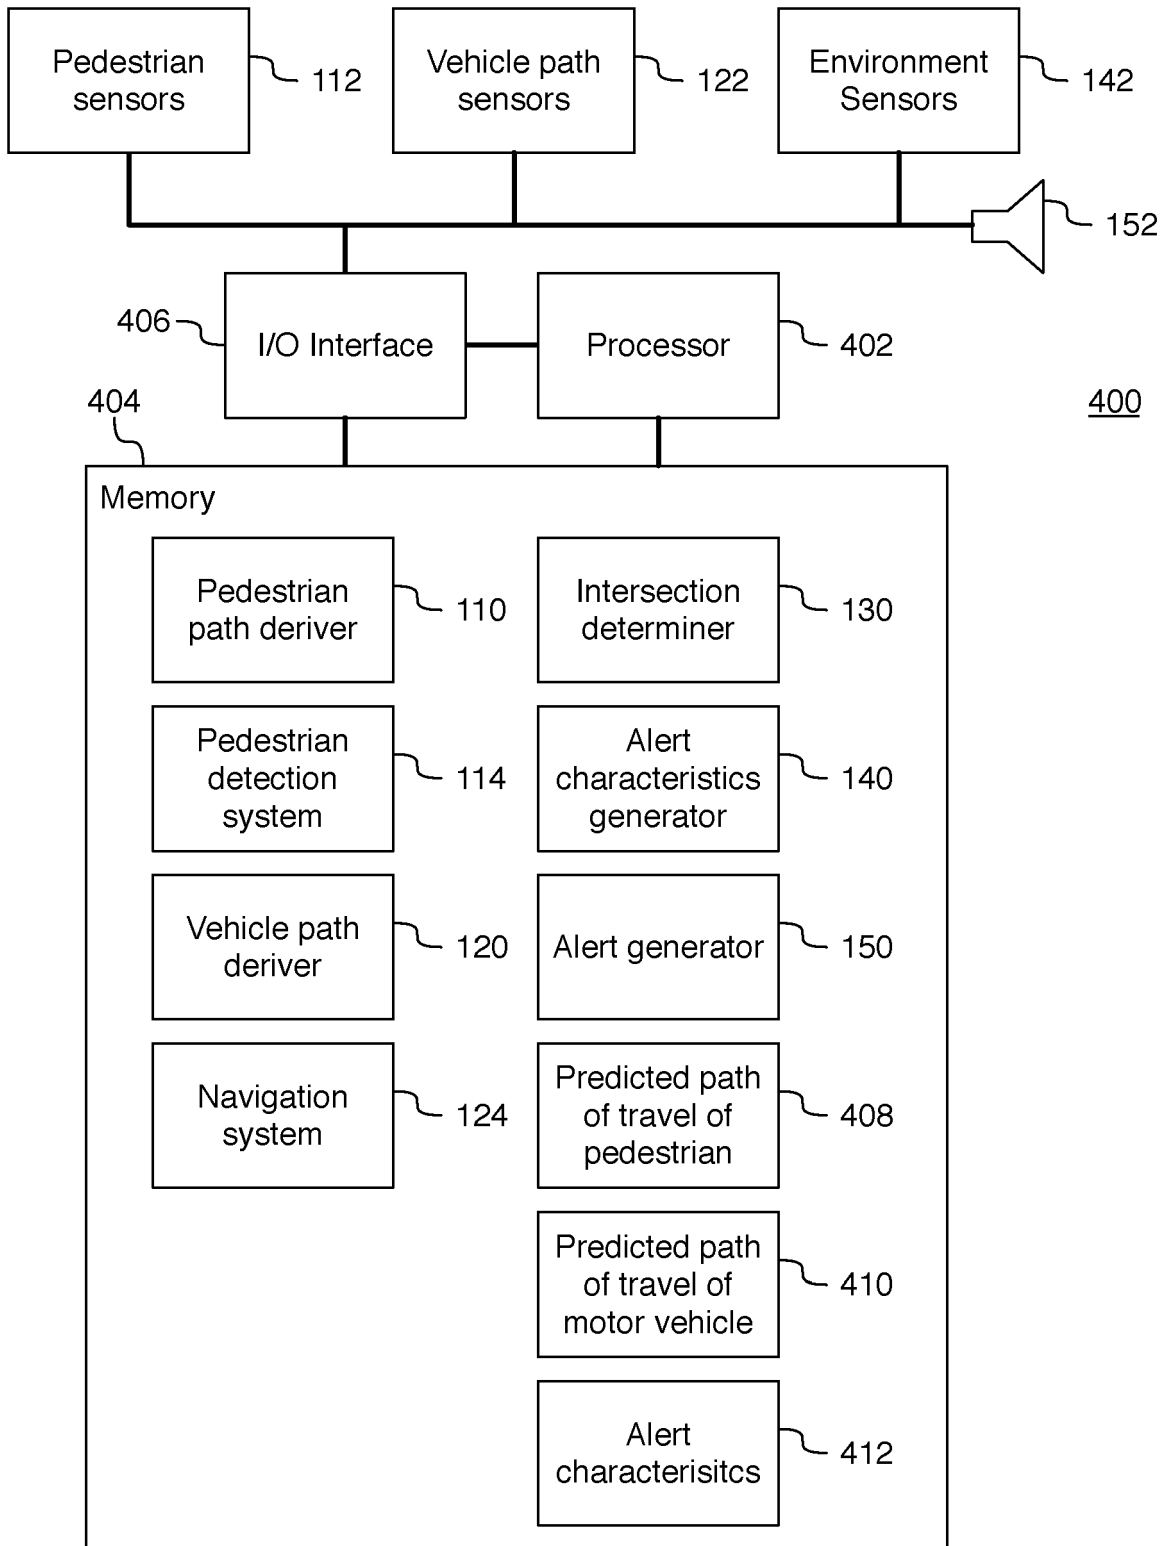 Pedestrian
sensors
112
Vehicle path
sensors
122
Environment
Sensors
142
152
406
I/O Interface
Processor
402
400
404
Memory
Pedestrian
path deriver
110
Intersection
determiner
130
Pedestrian
detection
system
114
Alert
characteristics
generator
140
Vehicle path
deriver
120
Alert generator
150
Navigation
system
124
Predicted path
of travel of
pedestrian
408
Predicted path
of travel of
motor vehicle
410
Alert
characterisitcs
412